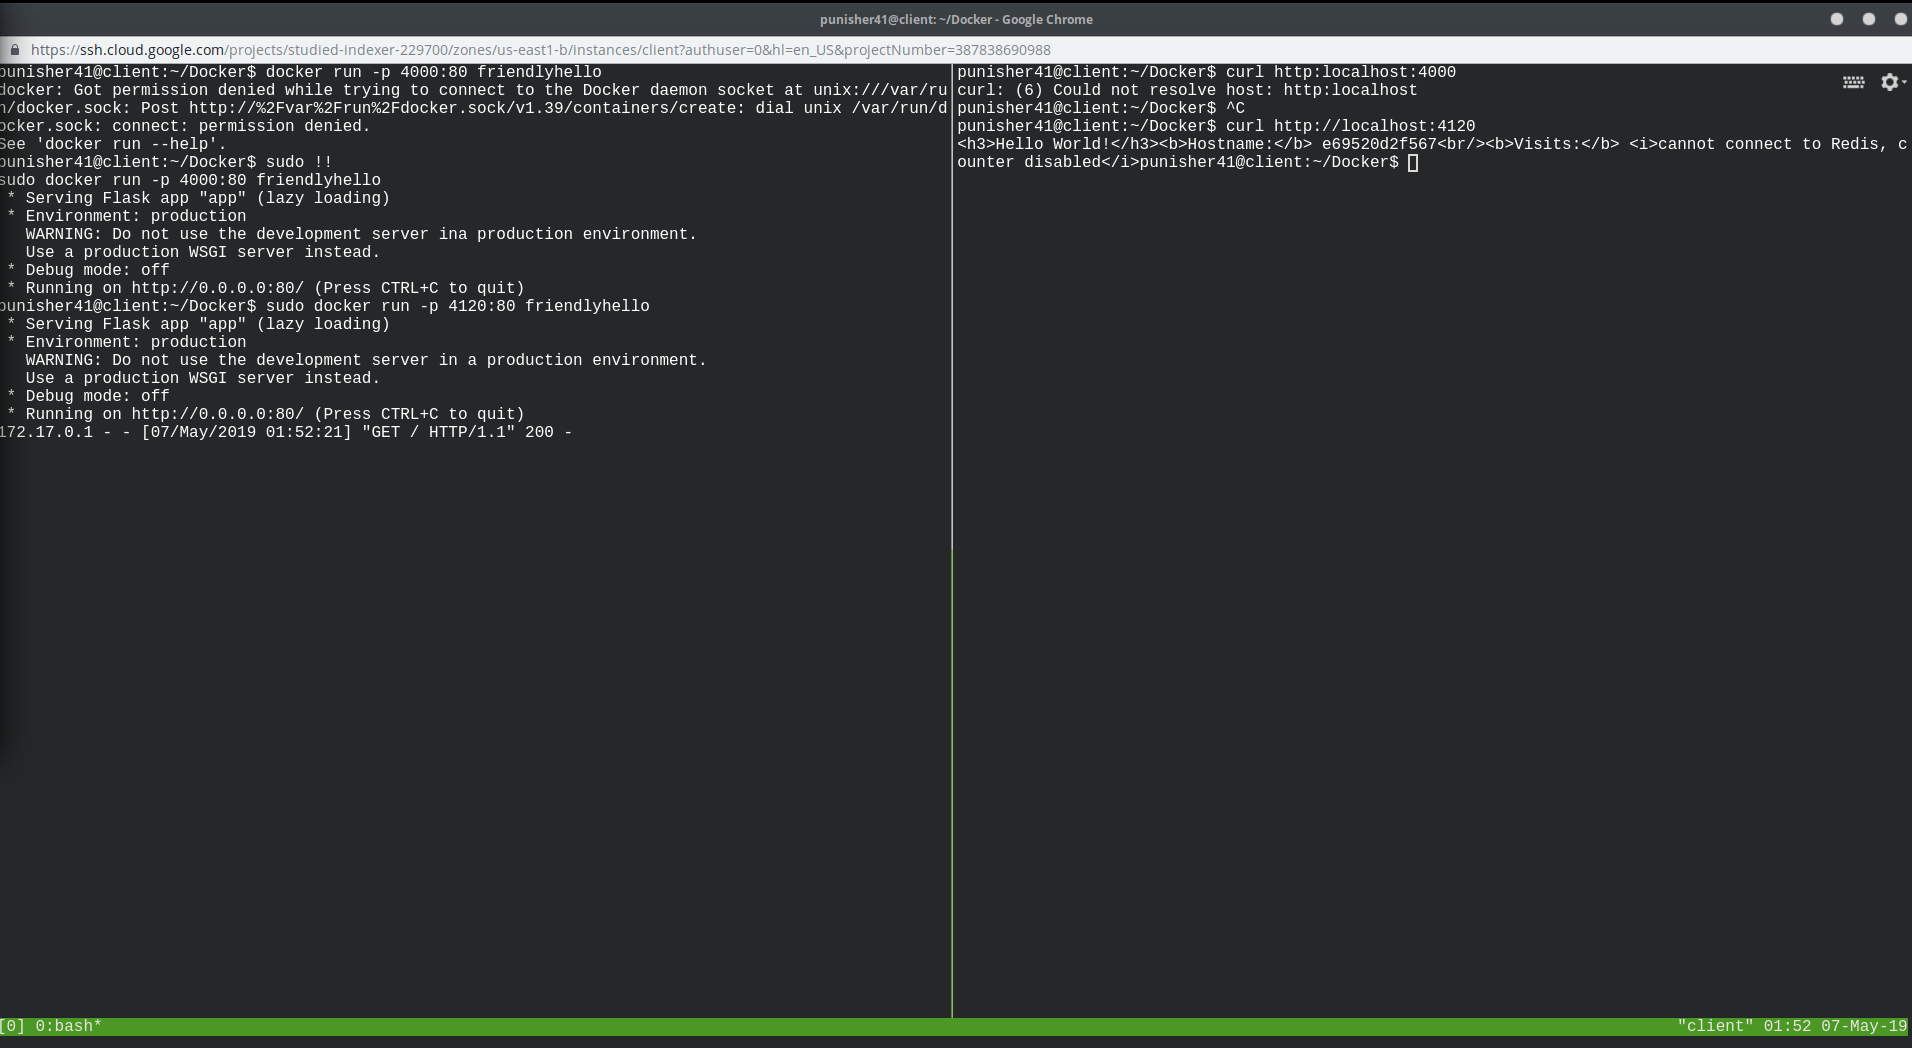 punisher41@client: ~/Docker - Google Chrome
https://ssh.cloud.google.com/projects/studied-indexer-229700/zones/us-east1-b/instances/client?authuser=0&hl=en_US&projectNumber=387838690988
punisher41@client:~/Docker$ docker run -p 4000:80 friendlyhello
docker: Got permission denied while trying to connect to the Docker daemon socket at unix:///var/ru
n/docker.sock: Post http://%2Fvar%2Frun%2Fdocker.sock/v1.39/containers/create: dial unix /var/run/d
ocker.sock: connect: permission denied.
See 'docker run --help'.
punisher41@client:~/Docker$ sudo !!
sudo docker run -p 4000:80 friendlyhello
 * Serving Flask app "app" (lazy loading)
 * Environment: production
   WARNING: Do not use the development server ina production environment.
   Use a production WSGI server instead.
 * Debug mode: off
 * Running on http://0.0.0.0:80/ (Press CTRL+C to quit)
punisher41@client:~/Docker$ sudo docker run -p 4120:80 friendlyhello
 * Serving Flask app "app" (lazy loading)
 * Environment: production
   WARNING: Do not use the development server in a production environment.
   Use a production WSGI server instead.
 * Debug mode: off
 * Running on http://0.0.0.0:80/ (Press CTRL+C to quit)
172.17.0.1 - - [07/May/2019 01:52:21] "GET / HTTP/1.1" 200 -
punisher41@client:~/Docker$ curl http:localhost:4000
curl: (6) Could not resolve host: http:localhost
punisher41@client:~/Docker$ ^C
punisher41@client:~/Docker$ curl http://localhost:4120
<h3>Hello World!</h3><b>Hostname:</b> e69520d2f567<br/><b>Visits:</b> <i>cannot connect to Redis, c
ounter disabled</i>punisher41@client:~/Docker$
[0] 0:bash*
"client" 01:52 07-May-19